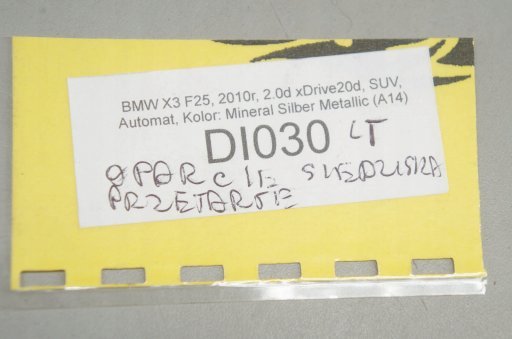 BMW X3 F25, 2010r, 2.0d xDrive20d, SUV,
Automat, Kolor: Mineral Silber Metallic (A14)
DI030 LT
OPARCIE SIEDZISKA
PRZETARTE